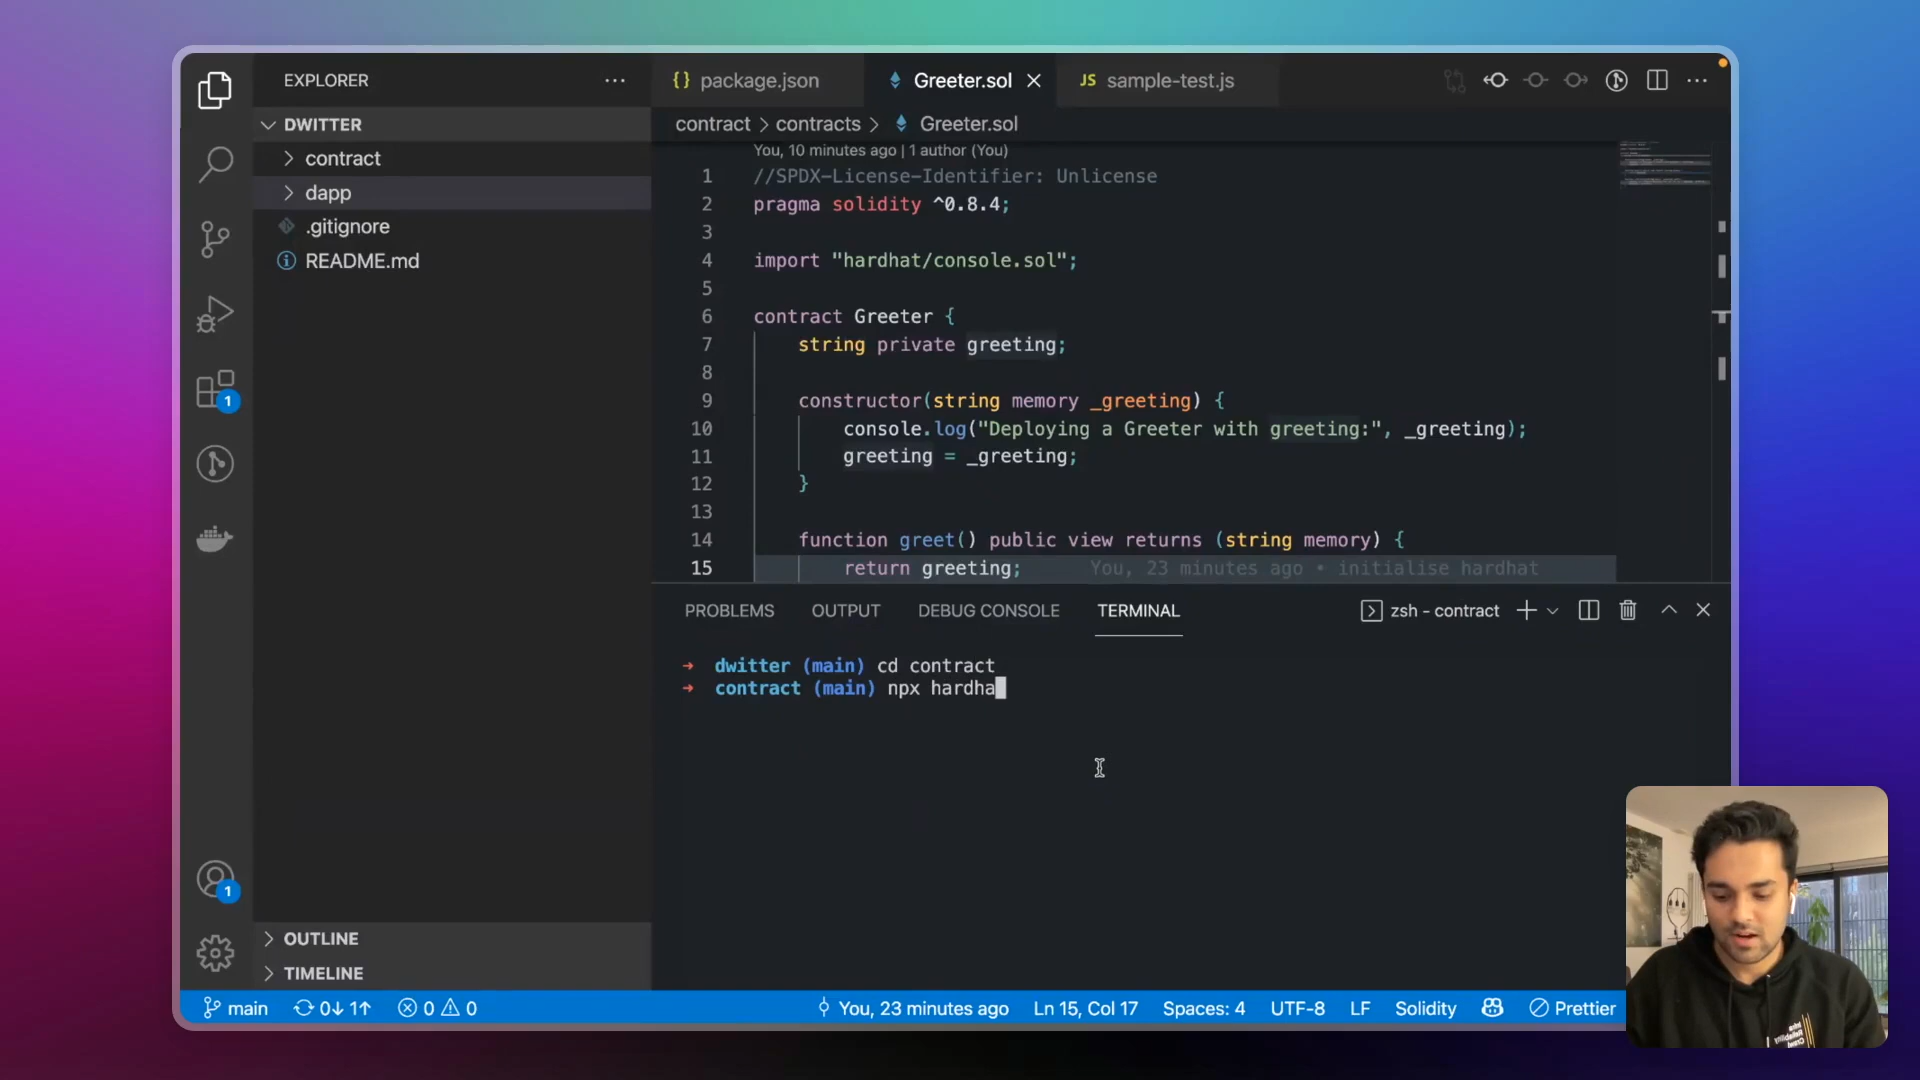 EXPLORER
DWITTER
contract
dapp
.gitignore
README.md
OUTLINE
TIMELINE
1
1
package.json
Greeter.sol
JS sample-test.js
contract > contracts > Greeter.sol
You, 10 minutes ago | 1 author (You)
1 //SPDX-License-Identifier: Unlicense
2 pragma solidity ^0.8.4;
3
4 import "hardhat/console.sol";
5
6 contract Greeter {
7 string private greeting;
8
9 constructor(string memory _greeting) {
10 console.log("Deploying a Greeter with greeting:", _greeting);
11 greeting = _greeting;
12 }
13
14 function greet() public view returns (string memory) {
15 return greeting; You, 23 minutes ago • initialise hardhat
PROBLEMS OUTPUT DEBUG CONSOLE TERMINAL zsh - contract
→ dwitter (main) cd contract
→ contract (main) npx hardha
main 0↓ 1↑ 0 0 You, 23 minutes ago Ln 15, Col 17 Spaces: 4 UTF-8 LF Solidity Prettier